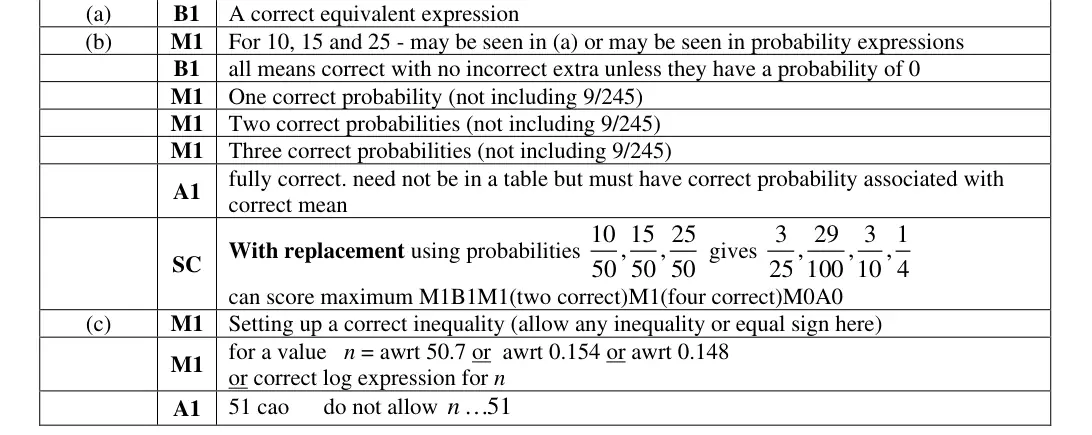 (a) B1 A correct equivalent expression
(b) M1 For 10, 15 and 25 - may be seen in (a) or may be seen in probability expressions
B1 all means correct with no incorrect extra unless they have a probability of 0
M1 One correct probability (not including 9/245)
M1 Two correct probabilities (not including 9/245)
M1 Three correct probabilities (not including 9/245)
A1 fully correct. need not be in a table but must have correct probability associated with
correct mean
SC With replacement using probabilities 10/50, 15/50, 25/50 gives 3/25, 29/100, 3/10, 1/4
can score maximum M1B1M1(two correct)M1(four correct)M0A0
(c) M1 Setting up a correct inequality (allow any inequality or equal sign here)
M1 for a value n = awrt 50.7 or awrt 0.154 or awrt 0.148
or correct log expression for n
A1 51 cao do not allow n …51